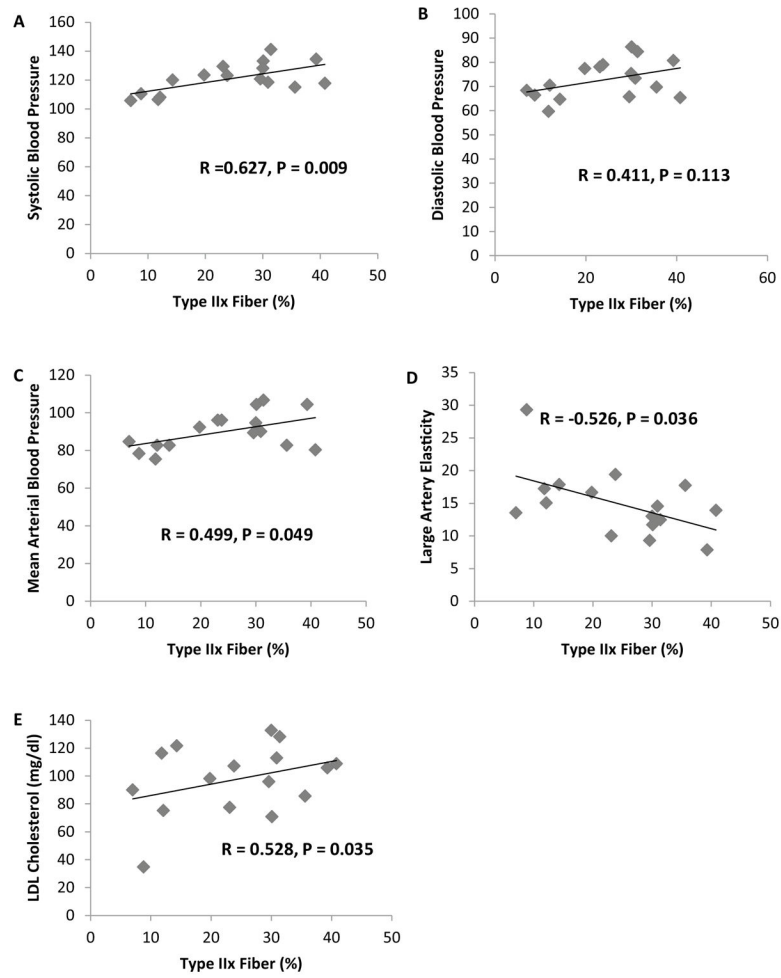 A
Systolic Blood Pressure
160
140
120
100
80
60
40
20
0
R =0.627, P = 0.009
0 10 20 30 40 50
Type IIx Fiber (%)
B
Diastolic Blood Pressure
100
90
80
70
60
50
40
30
20
10
0
R = 0.411, P = 0.113
0 20 40 60
Type IIx Fiber (%)
C
Mean Arterial Blood Pressure
120
100
80
60
40
20
0
R = 0.499, P = 0.049
0 10 20 30 40 50
Type IIx Fiber (%)
D
Large Artery Elasticity
35
30
25
20
15
10
5
0
R = -0.526, P = 0.036
0 10 20 30 40 50
Type IIx Fiber (%)
E
LDL Cholesterol (mg/dl)
140
120
100
80
60
40
20
0
R = 0.528, P = 0.035
0 10 20 30 40 50
Type IIx Fiber (%)